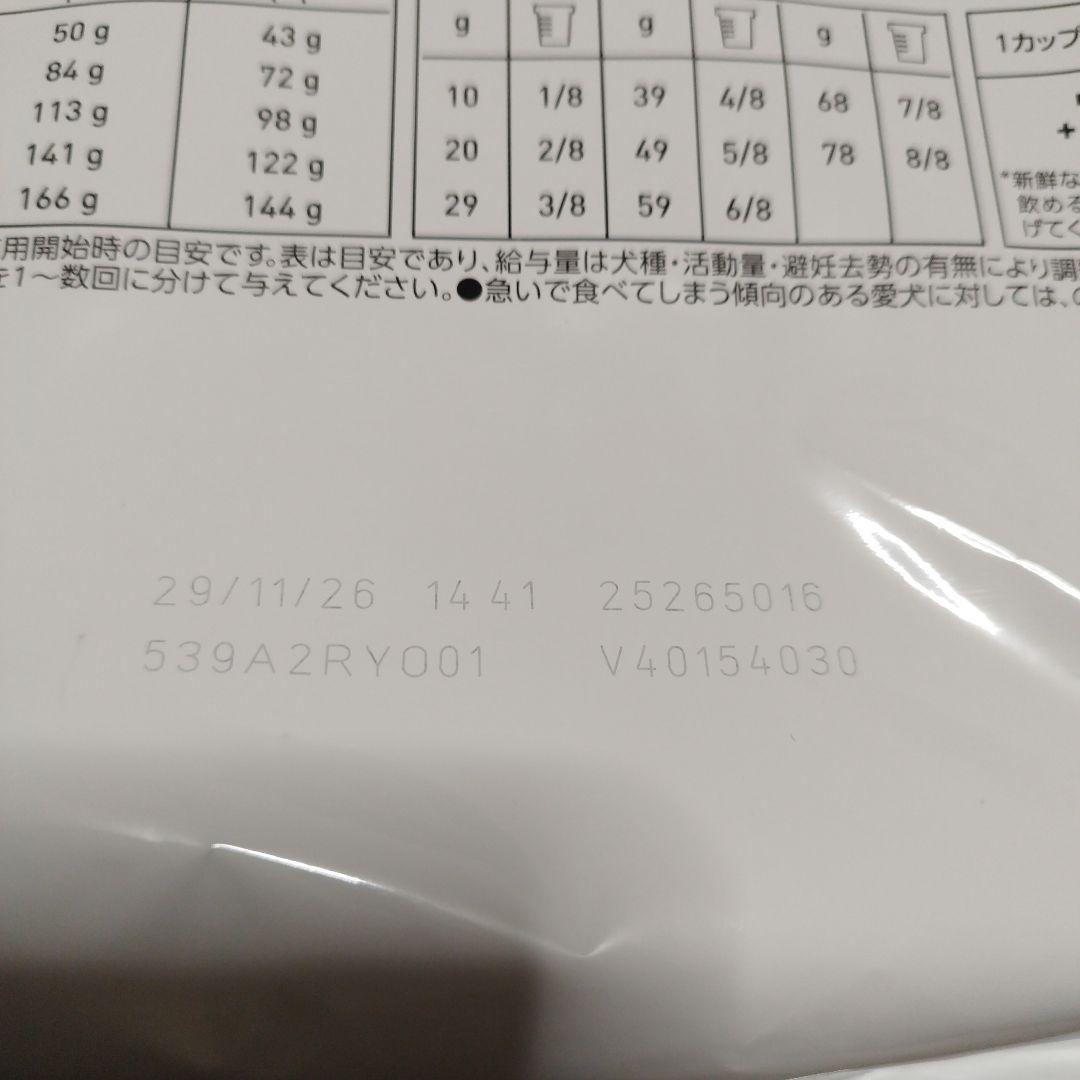 50 g 43 g
84 g 72 g
113 g 98 g
141 g 122 g
166 g 144 g
g g g
10 1/8 39 4/8 68 7/8
20 2/8 49 5/8 78 8/8
29 3/8 59 6/8
1カップ
+
*新鮮な
飲める
げてく
用開始時の目安です。表は目安であり、給与量は犬種・活動量・避妊去勢の有無により調
を1～数回に分けて与えてください。●急いで食べてしまう傾向のある愛犬に対しては、
29/11/26 14 41 25265016
539A2RY001 V40154030